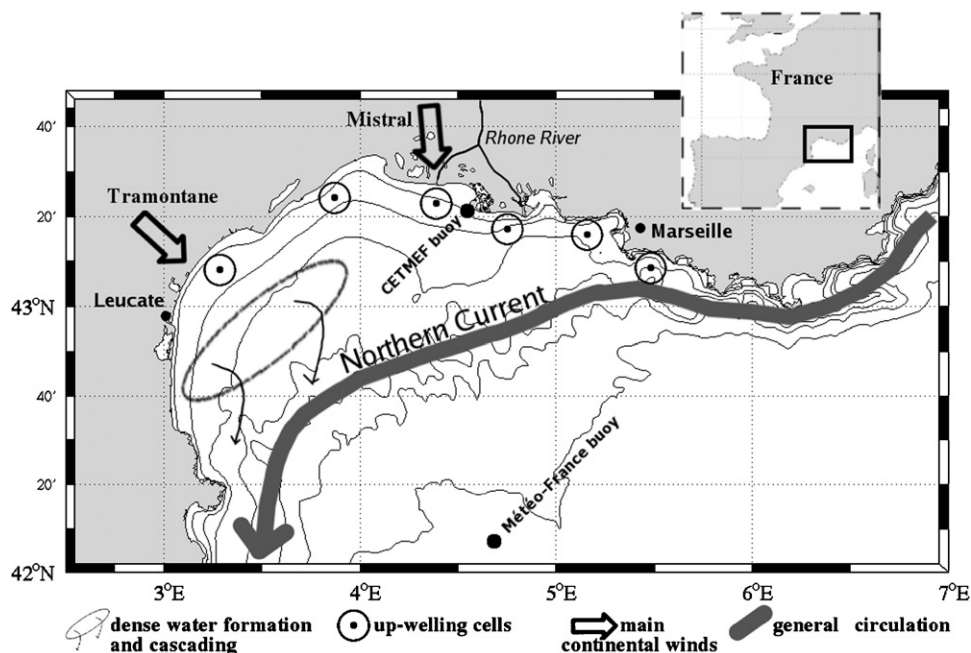 France
Mistral
Rhone River
Tramontane
CETMEF buoy
Marseille
Leucate
Northern Current
Météo-France buoy
40′
20′
43°N
40′
20′
42°N
3°E
4°E
5°E
6°E
7°E
dense water formation
and cascading
up-welling cells
main
continental winds
general circulation